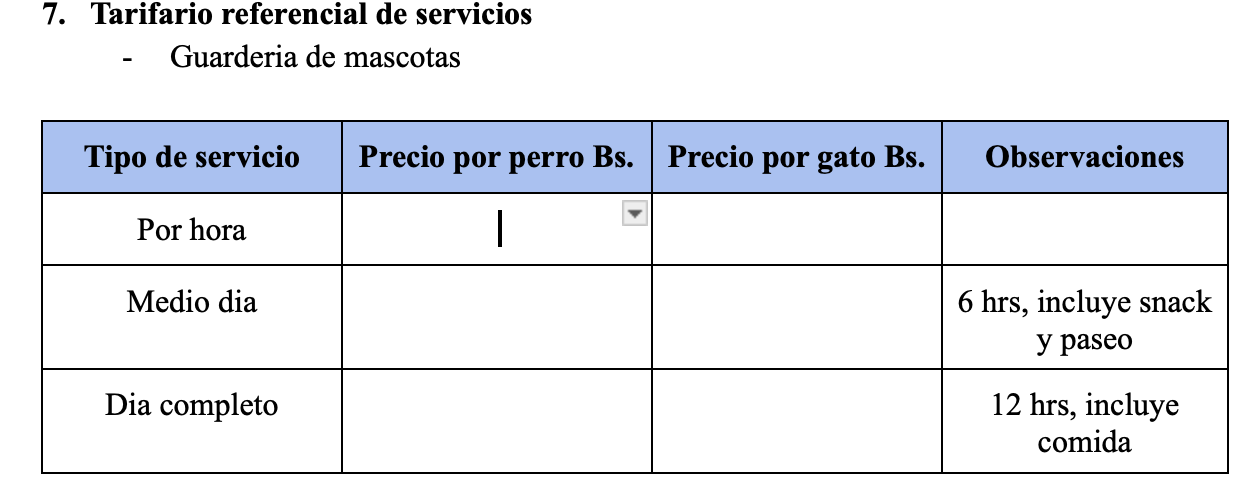 7. Tarifario referencial de servicios
- Guarderia de mascotas
Tipo de servicio Precio por perro Bs. Precio por gato Bs. Observaciones
Por hora
Medio dia 6 hrs, incluye snack
y paseo
Dia completo 12 hrs, incluye
comida